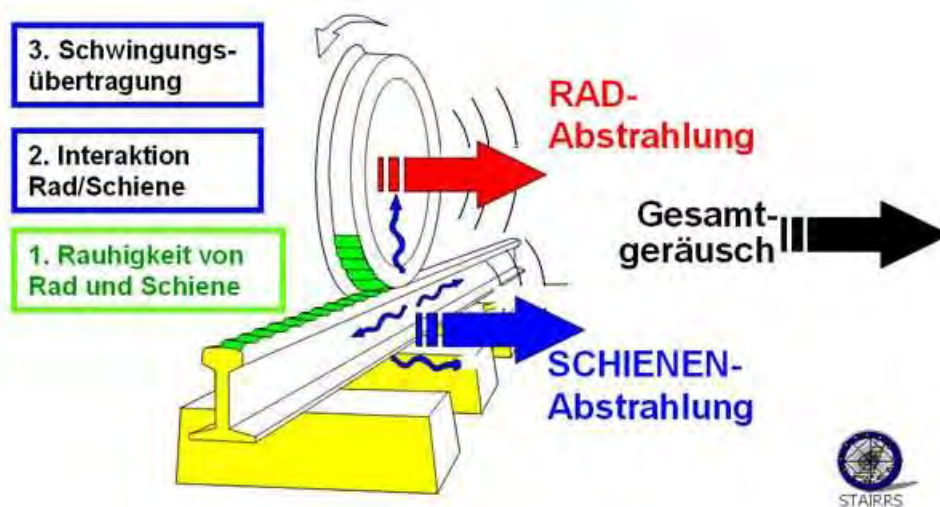 3. Schwingungs-
übertragung
2. Interaktion
Rad/Schiene
1. Rauhigkeit von
Rad und Schiene
RAD-
Abstrahlung
Gesamt-
geräusch
SCHIENEN-
Abstrahlung
STAIRRS